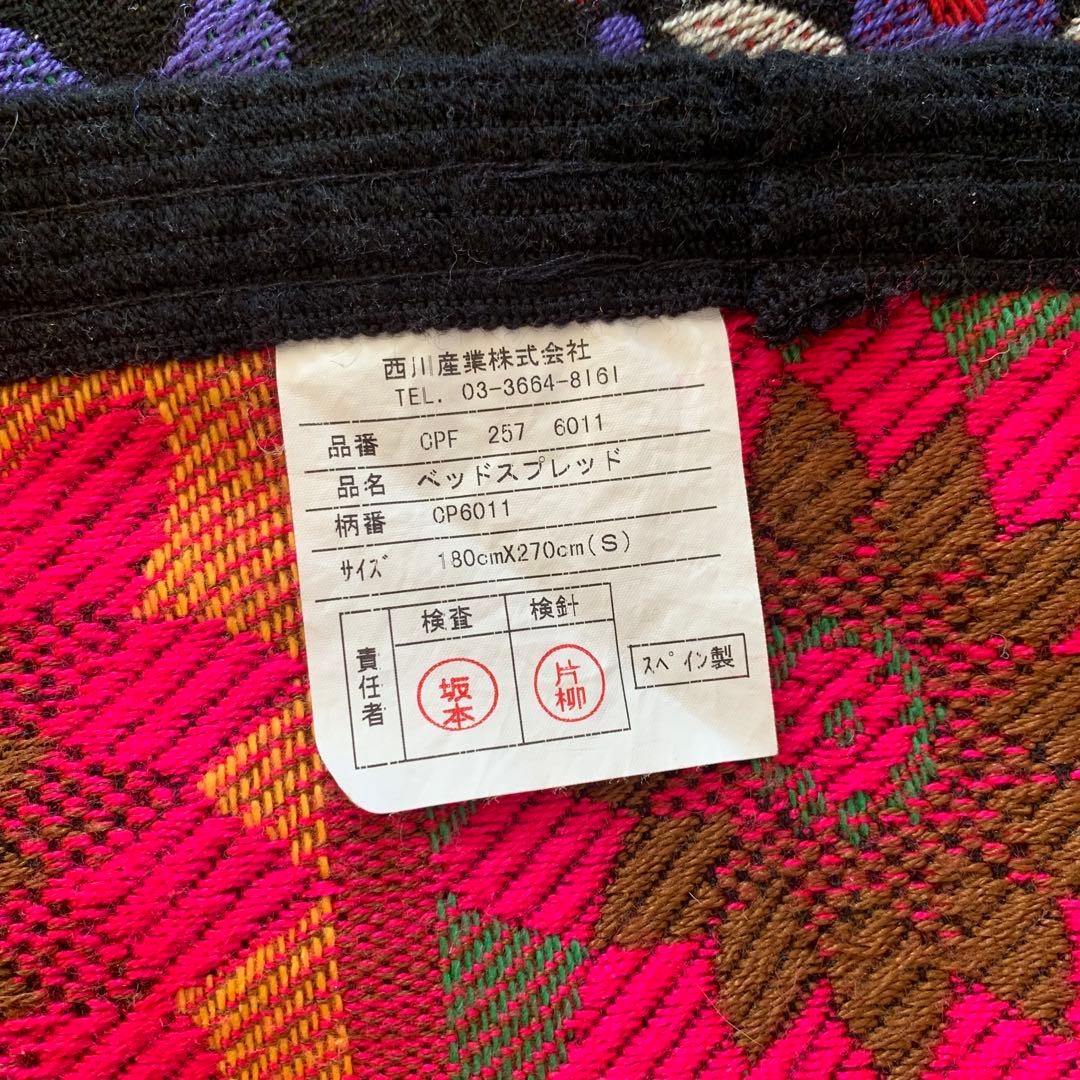 西川産業株式会社
TEL. 03-3664-8161
品番 CPF 257 6011
品名 ベッドスプレッド
柄番 CP6011
サイズ 180cmX270cm(S)
責任者 検査 検針
坂本 片柳
スペイン製